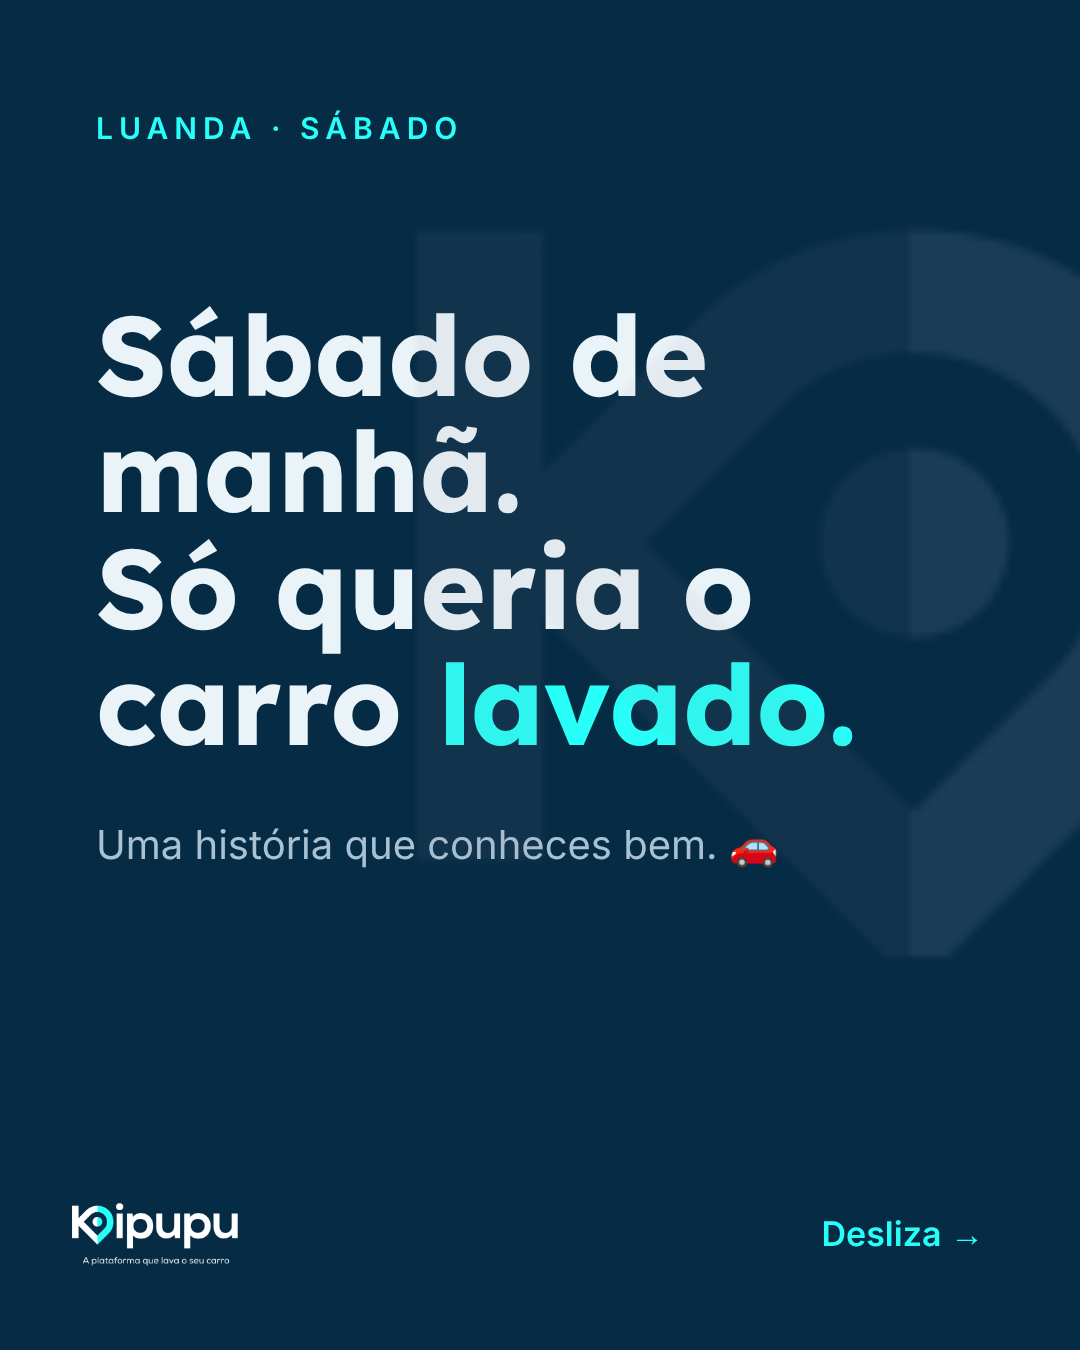 LUANDA · SÁBADO
Sábado de
manhã.
Só queria o
carro lavado.
Uma história que conheces bem. 🚗
Kipupu
A plataforma que lava o seu carro
Desliza →